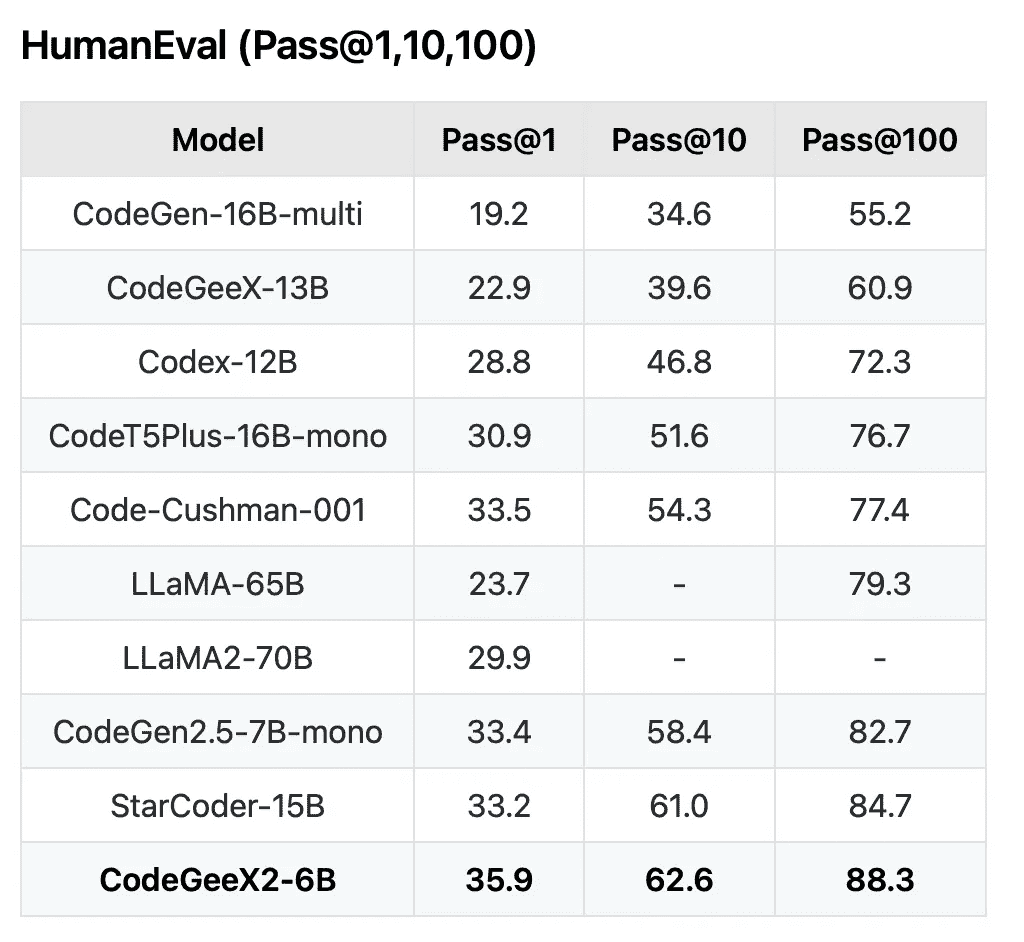 HumanEval (Pass@1,10,100)
Model Pass@1 Pass@10 Pass@100
CodeGen-16B-multi 19.2 34.6 55.2
CodeGeeX-13B 22.9 39.6 60.9
Codex-12B 28.8 46.8 72.3
CodeT5Plus-16B-mono 30.9 51.6 76.7
Code-Cushman-001 33.5 54.3 77.4
LLaMA-65B 23.7 - 79.3
LLaMA2-70B 29.9 - -
CodeGen2.5-7B-mono 33.4 58.4 82.7
StarCoder-15B 33.2 61.0 84.7
CodeGeeX2-6B 35.9 62.6 88.3